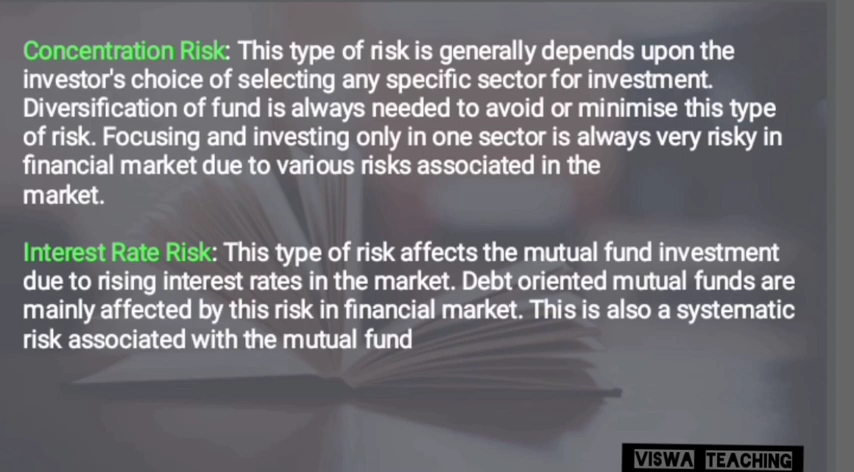 Concentration Risk: This type of risk is generally depends upon the
investor's choice of selecting any specific sector for investment.
Diversification of fund is always needed to avoid or minimise this type
of risk. Focusing and investing only in one sector is always very risky in
financial market due to various risks associated in the
market.
Interest Rate Risk: This type of risk affects the mutual fund investment
due to rising interest rates in the market. Debt oriented mutual funds are
mainly affected by this risk in financial market. This is also a systematic
risk associated with the mutual fund
VISWA TEACHING